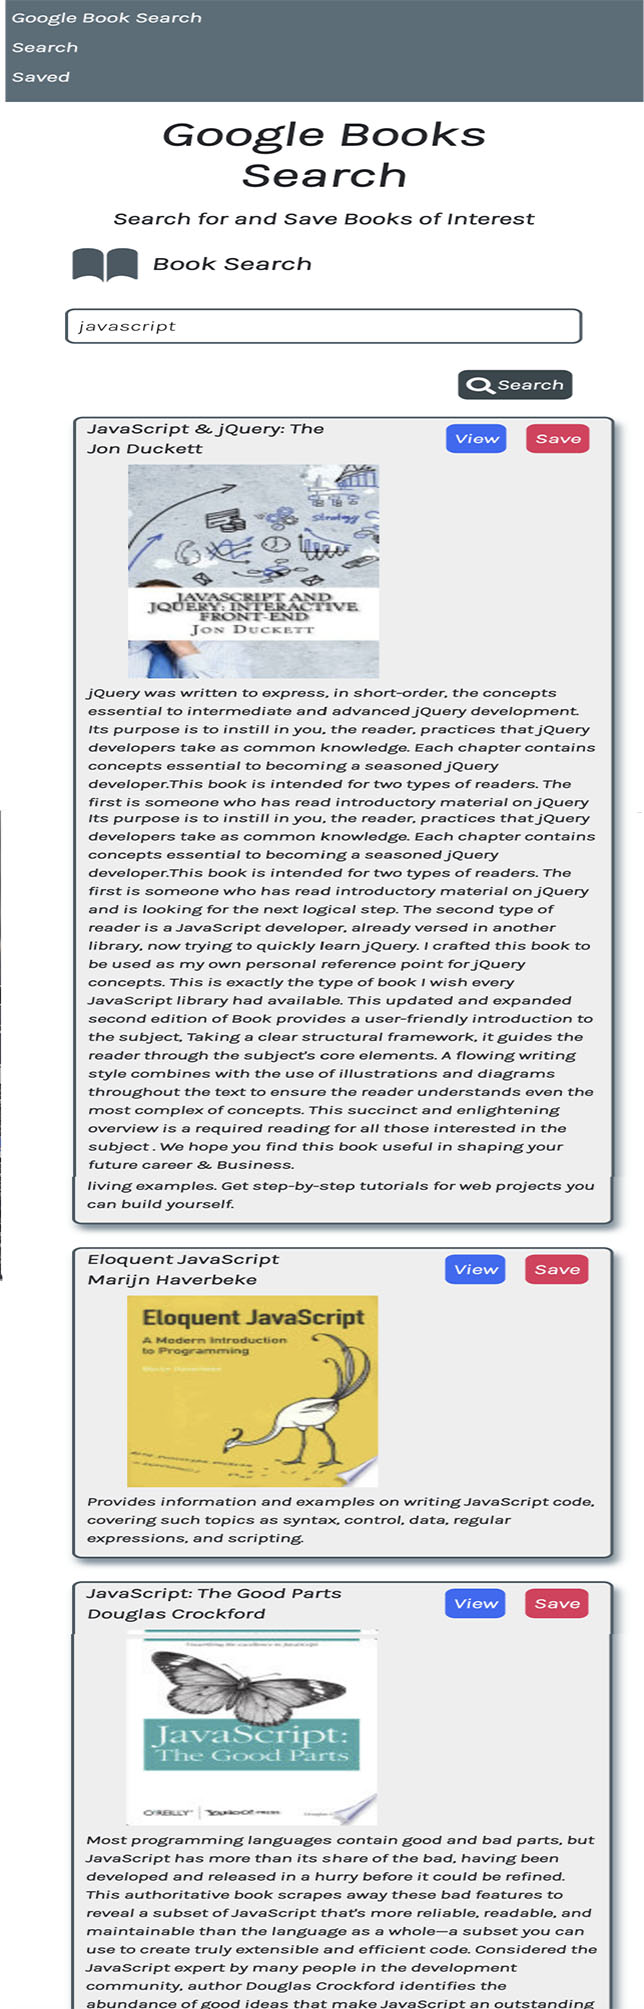 Google Book Search
Search
Saved
Google Books
Search
Search for and Save Books of Interest
Book Search
javascript
Search
JavaScript & jQuery: The
Jon Duckett
View
Save
Strategy
JAVASCRIPT AND
JQUERY: INTERACTIVE
FRONT-END
JON DUCKETT
jQuery was written to express, in short-order, the concepts
essential to intermediate and advanced jQuery development.
Its purpose is to instill in you, the reader, practices that jQuery
developers take as common knowledge. Each chapter contains
concepts essential to becoming a seasoned jQuery
developer.This book is intended for two types of readers. The
first is someone who has read introductory material on jQuery
Its purpose is to instill in you, the reader, practices that jQuery
developers take as common knowledge. Each chapter contains
concepts essential to becoming a seasoned jQuery
developer.This book is intended for two types of readers. The
first is someone who has read introductory material on jQuery
and is looking for the next logical step. The second type of
reader is a JavaScript developer, already versed in another
library, now trying to quickly learn jQuery. I crafted this book to
be used as my own personal reference point for jQuery
concepts. This is exactly the type of book I wish every
JavaScript library had available. This updated and expanded
second edition of Book provides a user-friendly introduction to
the subject, Taking a clear structural framework, it guides the
reader through the subject's core elements. A flowing writing
style combines with the use of illustrations and diagrams
throughout the text to ensure the reader understands even the
most complex of concepts. This succinct and enlightening
overview is a required reading for all those interested in the
subject . We hope you find this book useful in shaping your
future career & Business.
living examples. Get step-by-step tutorials for web projects you
can build yourself.
Eloquent JavaScript
Marijn Haverbeke
View
Save
Eloquent JavaScript
A Modern Introduction
to Programming
Marijn Haverbeke
Provides information and examples on writing JavaScript code,
covering such topics as syntax, control, data, regular
expressions, and scripting.
JavaScript: The Good Parts
Douglas Crockford
View
Save
Unearthing the Excellence in JavaScript
JavaScript:
The Good Parts
O'REILLY
YAHOO! PRESS
Douglas
Most programming languages contain good and bad parts, but
JavaScript has more than its share of the bad, having been
developed and released in a hurry before it could be refined.
This authoritative book scrapes away these bad features to
reveal a subset of JavaScript that's more reliable, readable, and
maintainable than the language as a whole—a subset you can
use to create truly extensible and efficient code. Considered the
JavaScript expert by many people in the development
community, author Douglas Crockford identifies the
abundance of good ideas that make JavaScript an outstanding